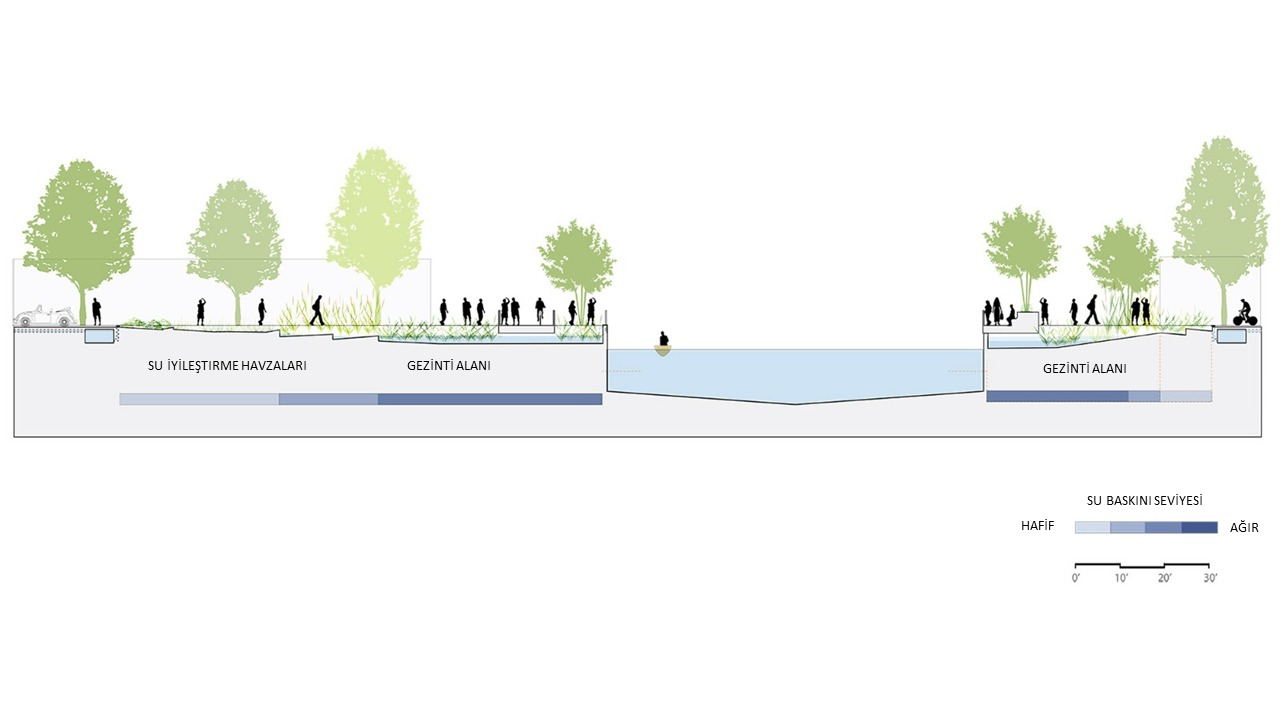 SU İYİLEŞTIRME HAVZALARI
GEZİNTİ ALANI
GEZİNTİ ALANI
SU BASKINI SEVİYESİ
HAFİF
AĞIR
0' 10' 20' 30'